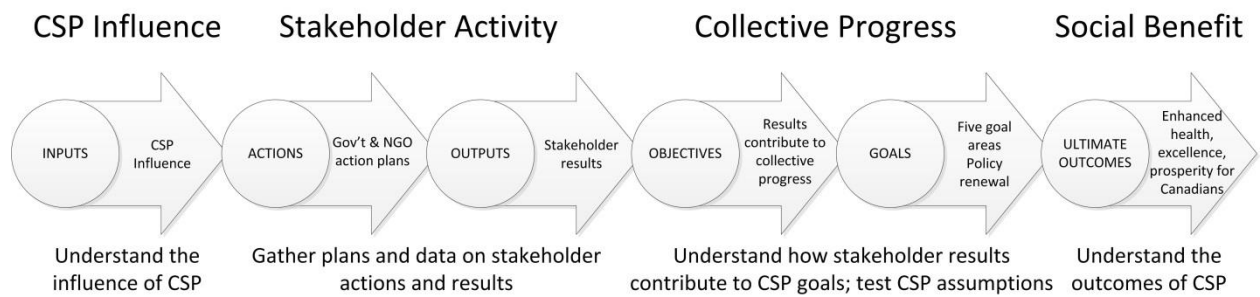 CSP Influence
Stakeholder Activity
Collective Progress
Social Benefit
INPUTS
CSP
Influence
ACTIONS
Gov't & NGO
action plans
OUTPUTS
Stakeholder
results
OBJECTIVES
Results
contribute to
collective
progress
GOALS
Five goal
areas
Policy
renewal
ULTIMATE
OUTCOMES
Enhanced
health,
excellence,
prosperity for
Canadians
Understand the
influence of CSP
Gather plans and data on stakeholder
actions and results
Understand how stakeholder results
contribute to CSP goals; test CSP assumptions
Understand the
outcomes of CSP